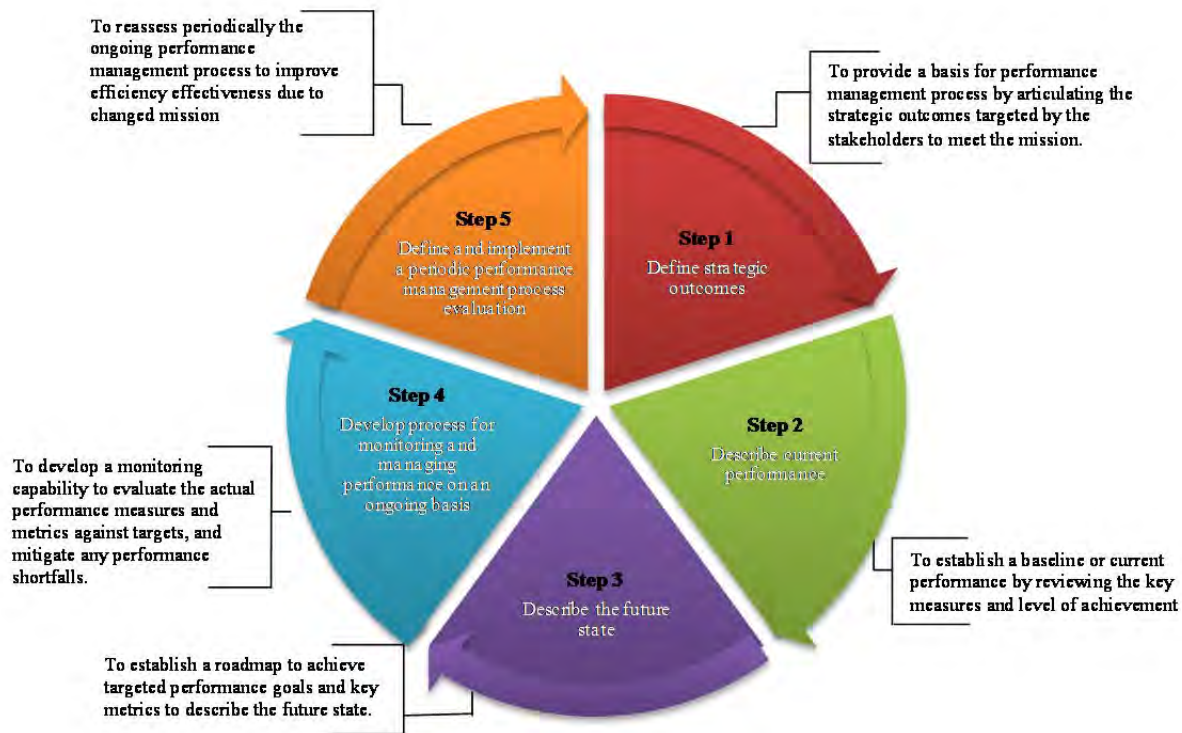 To reassess periodically the
ongoing performance
management process to improve
efficiency effectiveness due to
changed mission
To provide a basis for performance
management process by articulating the
strategic outcomes targeted by the
stakeholders to meet the mission.
Step 5
Define and implement
a periodic performance
management process
evaluation
Step 1
Define strategic
outcomes
Step 4
Develop process for
monitoring and
managing
performance on an
ongoing basis
Step 2
Describe current
performance
To develop a monitoring
capability to evaluate the actual
performance measures and
metrics against targets, and
mitigate any performance
shortfalls.
To establish a baseline or current
performance by reviewing the key
measures and level of achievement
Step 3
Describe the future
state
To establish a roadmap to achieve
targeted performance goals and key
metrics to describe the future state.